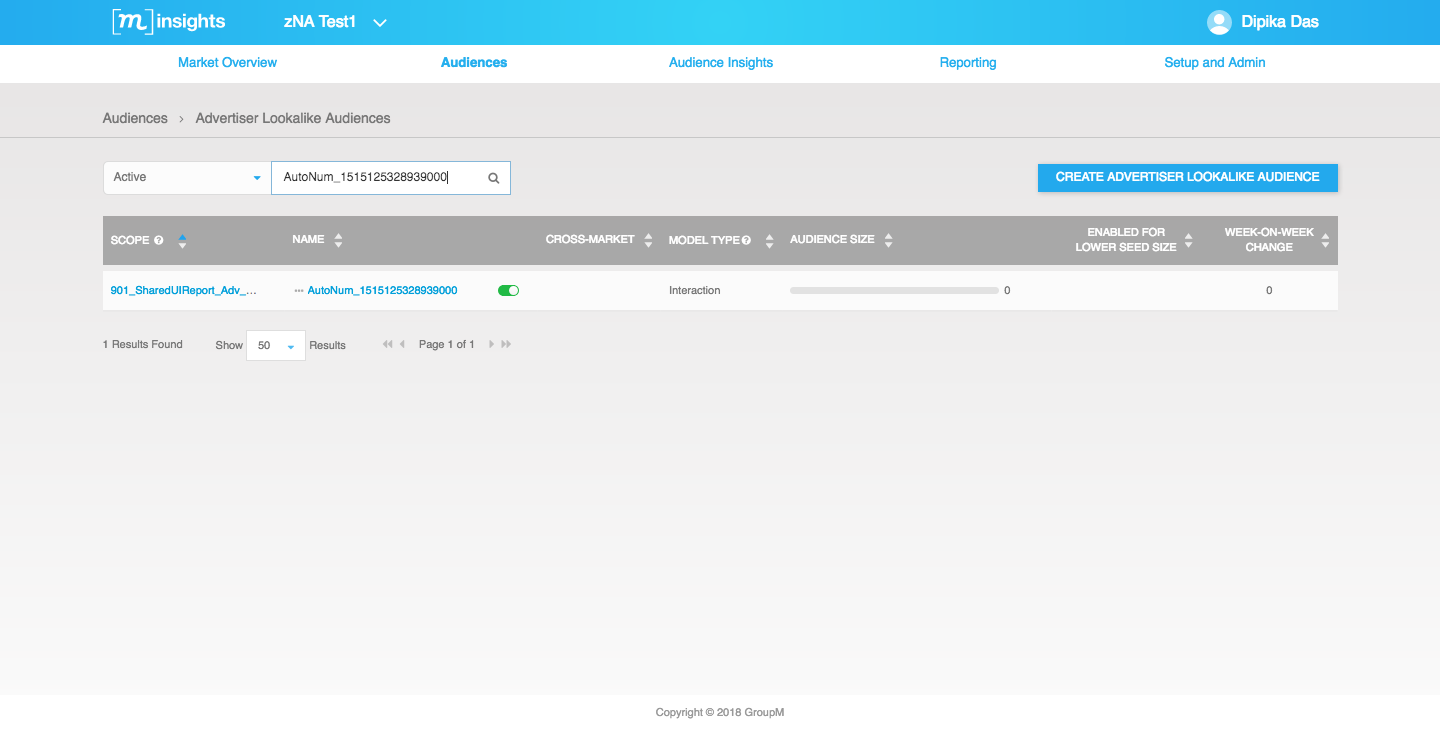 [m]insights zNA Test1 Dipika Das
Market Overview Audiences Audience Insights Reporting Setup and Admin
Audiences > Advertiser Lookalike Audiences
Active AutoNum_1515125328939000 CREATE ADVERTISER LOOKALIKE AUDIENCE
SCOPE ? NAME CROSS-MARKET MODEL TYPE ? AUDIENCE SIZE ENABLED FOR
LOWER SEED SIZE WEEK-ON-WEEK
CHANGE
901_SharedUIReport_Adv_... ••• AutoNum_1515125328939000 Interaction 0 0
1 Results Found Show 50 Results Page 1 of 1
Copyright © 2018 GroupM